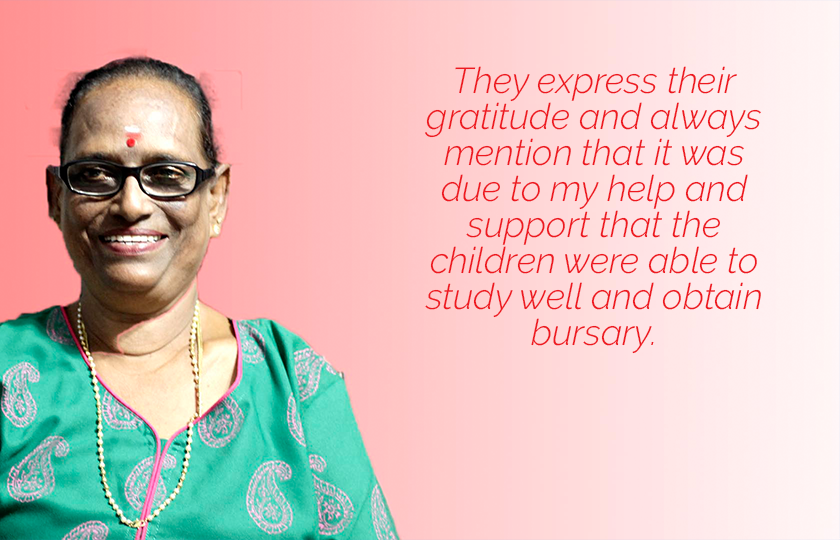 They express their
gratitude and always
mention that it was
due to my help and
support that the
children were able to
study well and obtain
bursary.